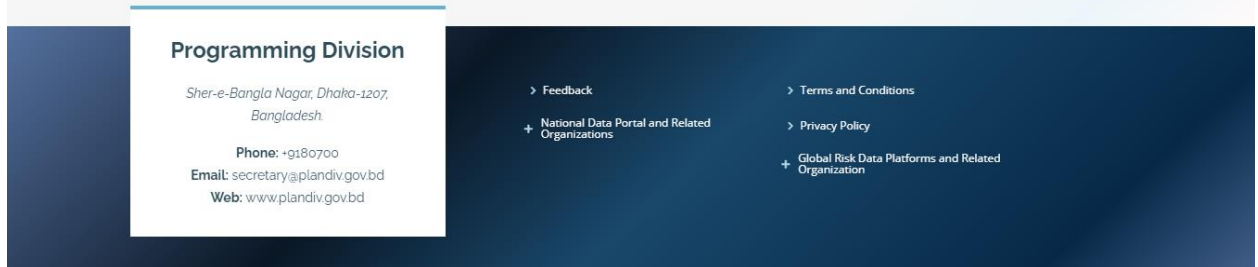 Programming Division
Sher-e-Bangla Nagar, Dhaka-1207,
Bangladesh.
Phone: +9180700
Email: secretary@plandiv.gov.bd
Web: www.plandiv.gov.bd
Feedback
National Data Portal and Related
Organizations
Terms and Conditions
Privacy Policy
Global Risk Data Platforms and Related
Organization